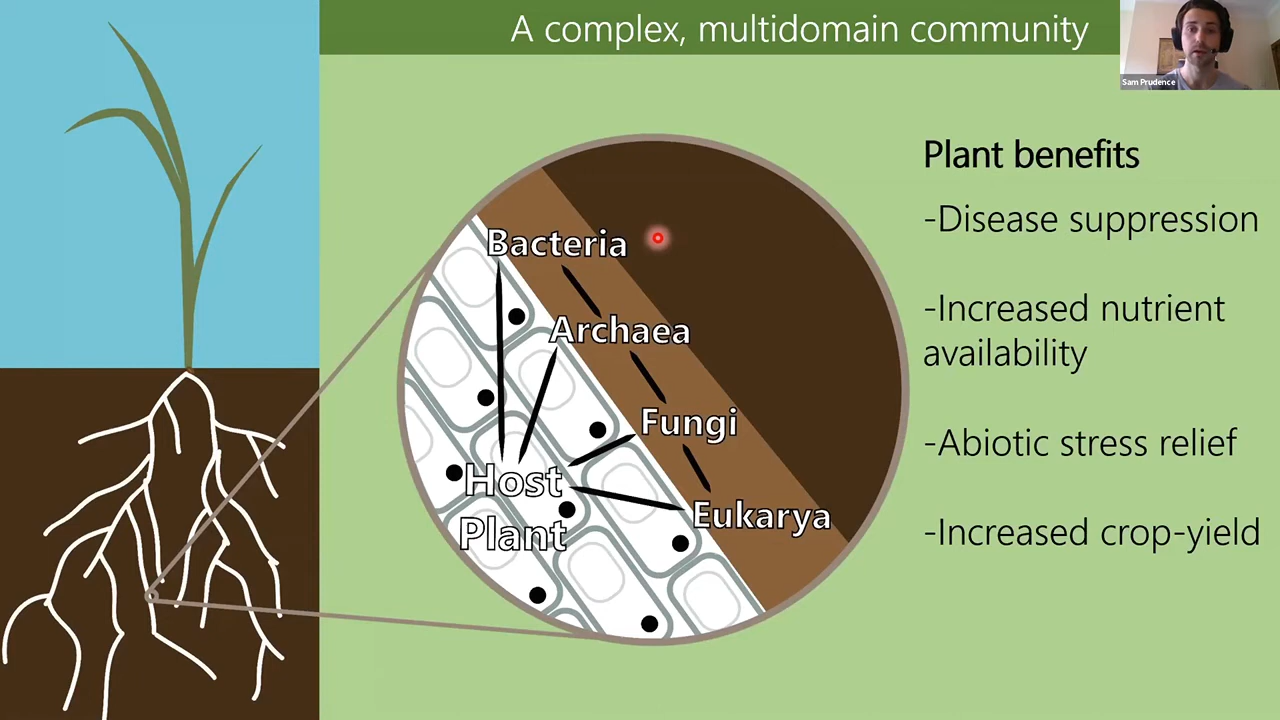 A complex, multidomain community
Sam Prudence
Plant benefits
-Disease suppression
-Increased nutrient
availability
-Abiotic stress relief
-Increased crop-yield
Bacteria
Archaea
Fungi
Host
Plant
Eukarya